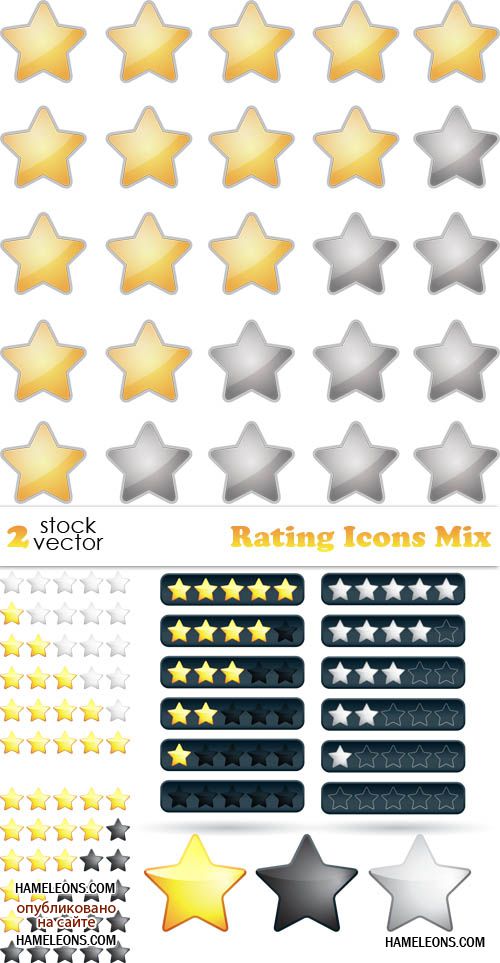 2 stock
vector
Rating Icons Mix
HAMELEONS.COM
опубликовано
на сайте
HAMELEONS.COM
HAMELEONS.COM